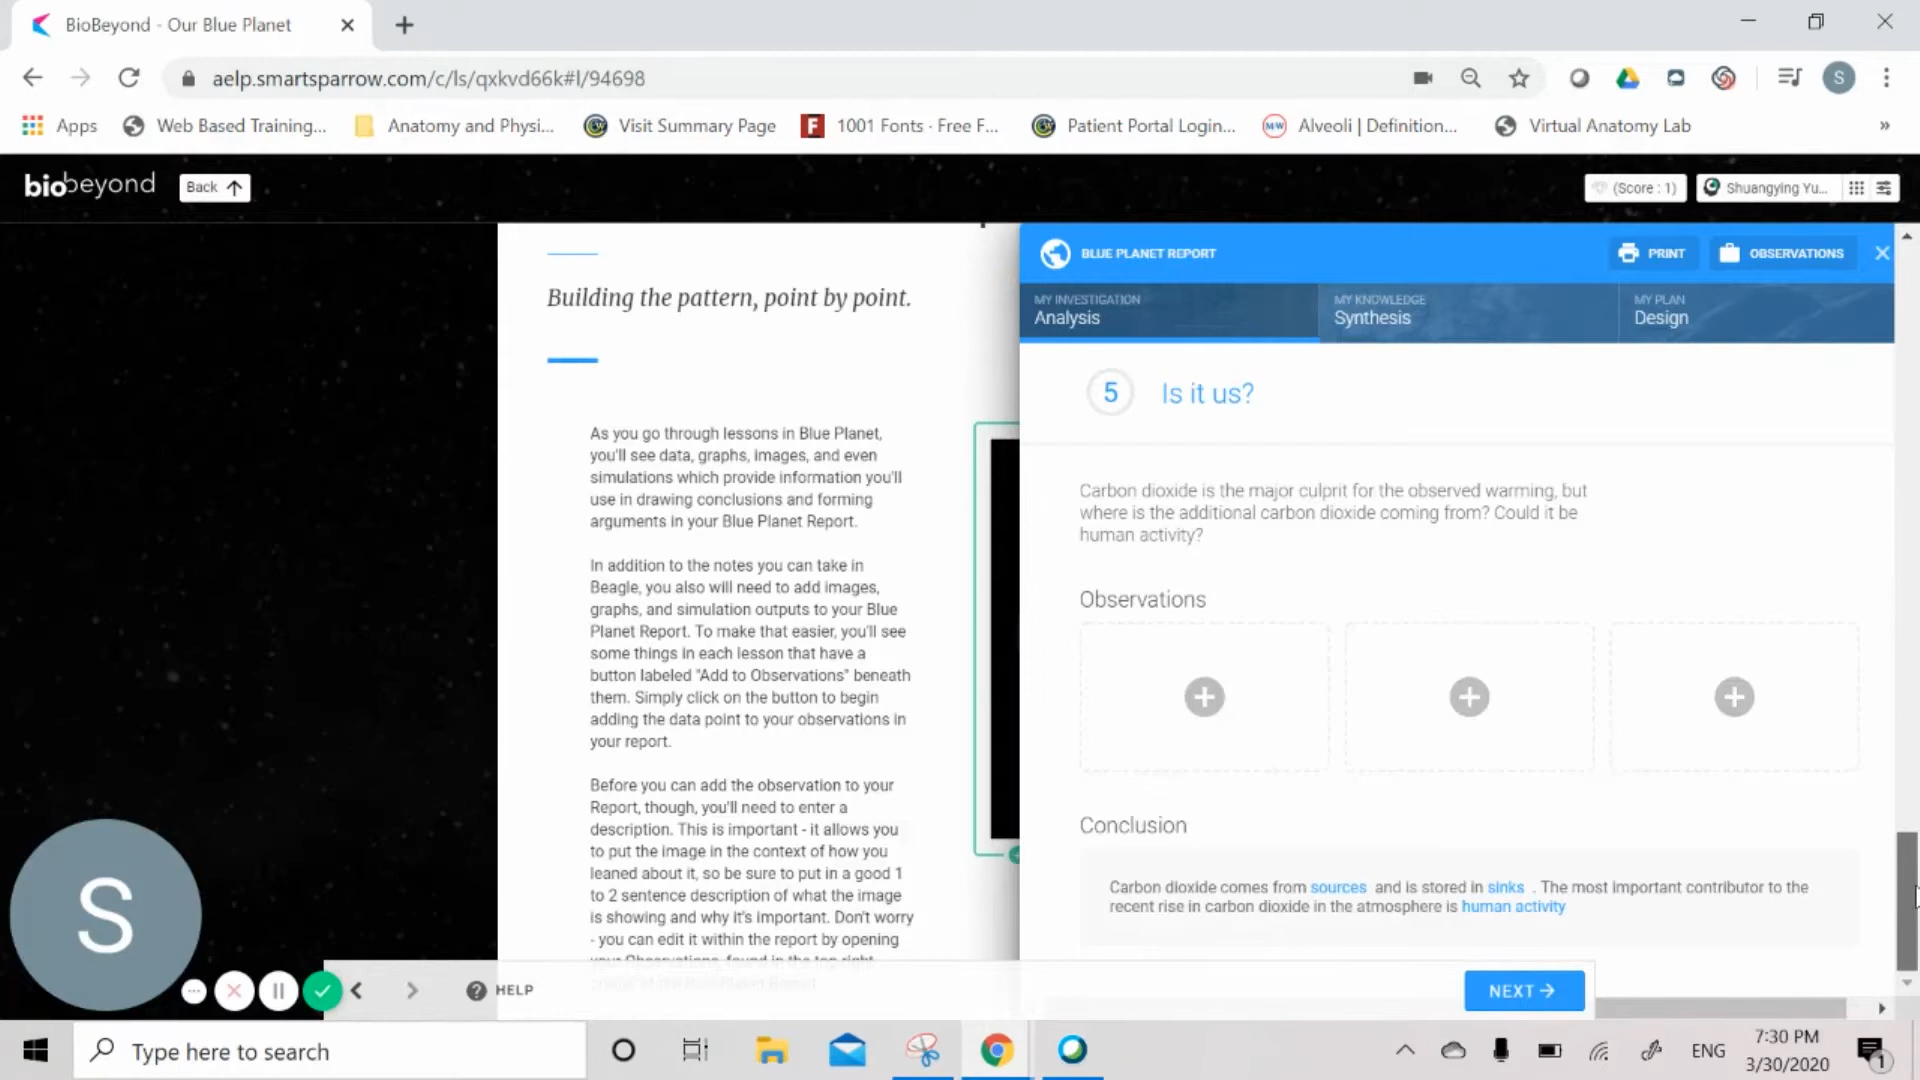 BioBeyond - Our Blue Planet
aelp.smartsparrow.com/c/ls/qxkvd66k#l/94698
S
Apps
Web Based Training...
Anatomy and Physi...
Visit Summary Page
F
1001 Fonts - Free F...
Patient Portal Login...
M-W
Alveoli | Definition...
Virtual Anatomy Lab
»
biobeyond
Back
(Score : 1)
Shuangying Yu...
Building the pattern, point by point.
As you go through lessons in Blue Planet,
you'll see data, graphs, images, and even
simulations which provide information you'll
use in drawing conclusions and forming
arguments in your Blue Planet Report.
In addition to the notes you can take in
Beagle, you also will need to add images,
graphs, and simulation outputs to your Blue
Planet Report. To make that easier, you'll see
some things in each lesson that have a
button labeled "Add to Observations" beneath
them. Simply click on the button to begin
adding the data point to your observations in
your report.
Before you can add the observation to your
Report, though, you'll need to enter a
description. This is important - it allows you
to put the image in the context of how you
leaned about it, so be sure to put in a good 1
to 2 sentence description of what the image
is showing and why it's important. Don't worry
- you can edit it within the report by opening
BLUE PLANET REPORT
PRINT
OBSERVATIONS
MY INVESTIGATION
Analysis
MY KNOWLEDGE
Synthesis
MY PLAN
Design
5
Is it us?
Carbon dioxide is the major culprit for the observed warming, but
where is the additional carbon dioxide coming from? Could it be
human activity?
Observations
Conclusion
Carbon dioxide comes from sources and is stored in sinks . The most important contributor to the
recent rise in carbon dioxide in the atmosphere is human activity
S
HELP
NEXT
Type here to search
ENG
7:30 PM
3/30/2020
1